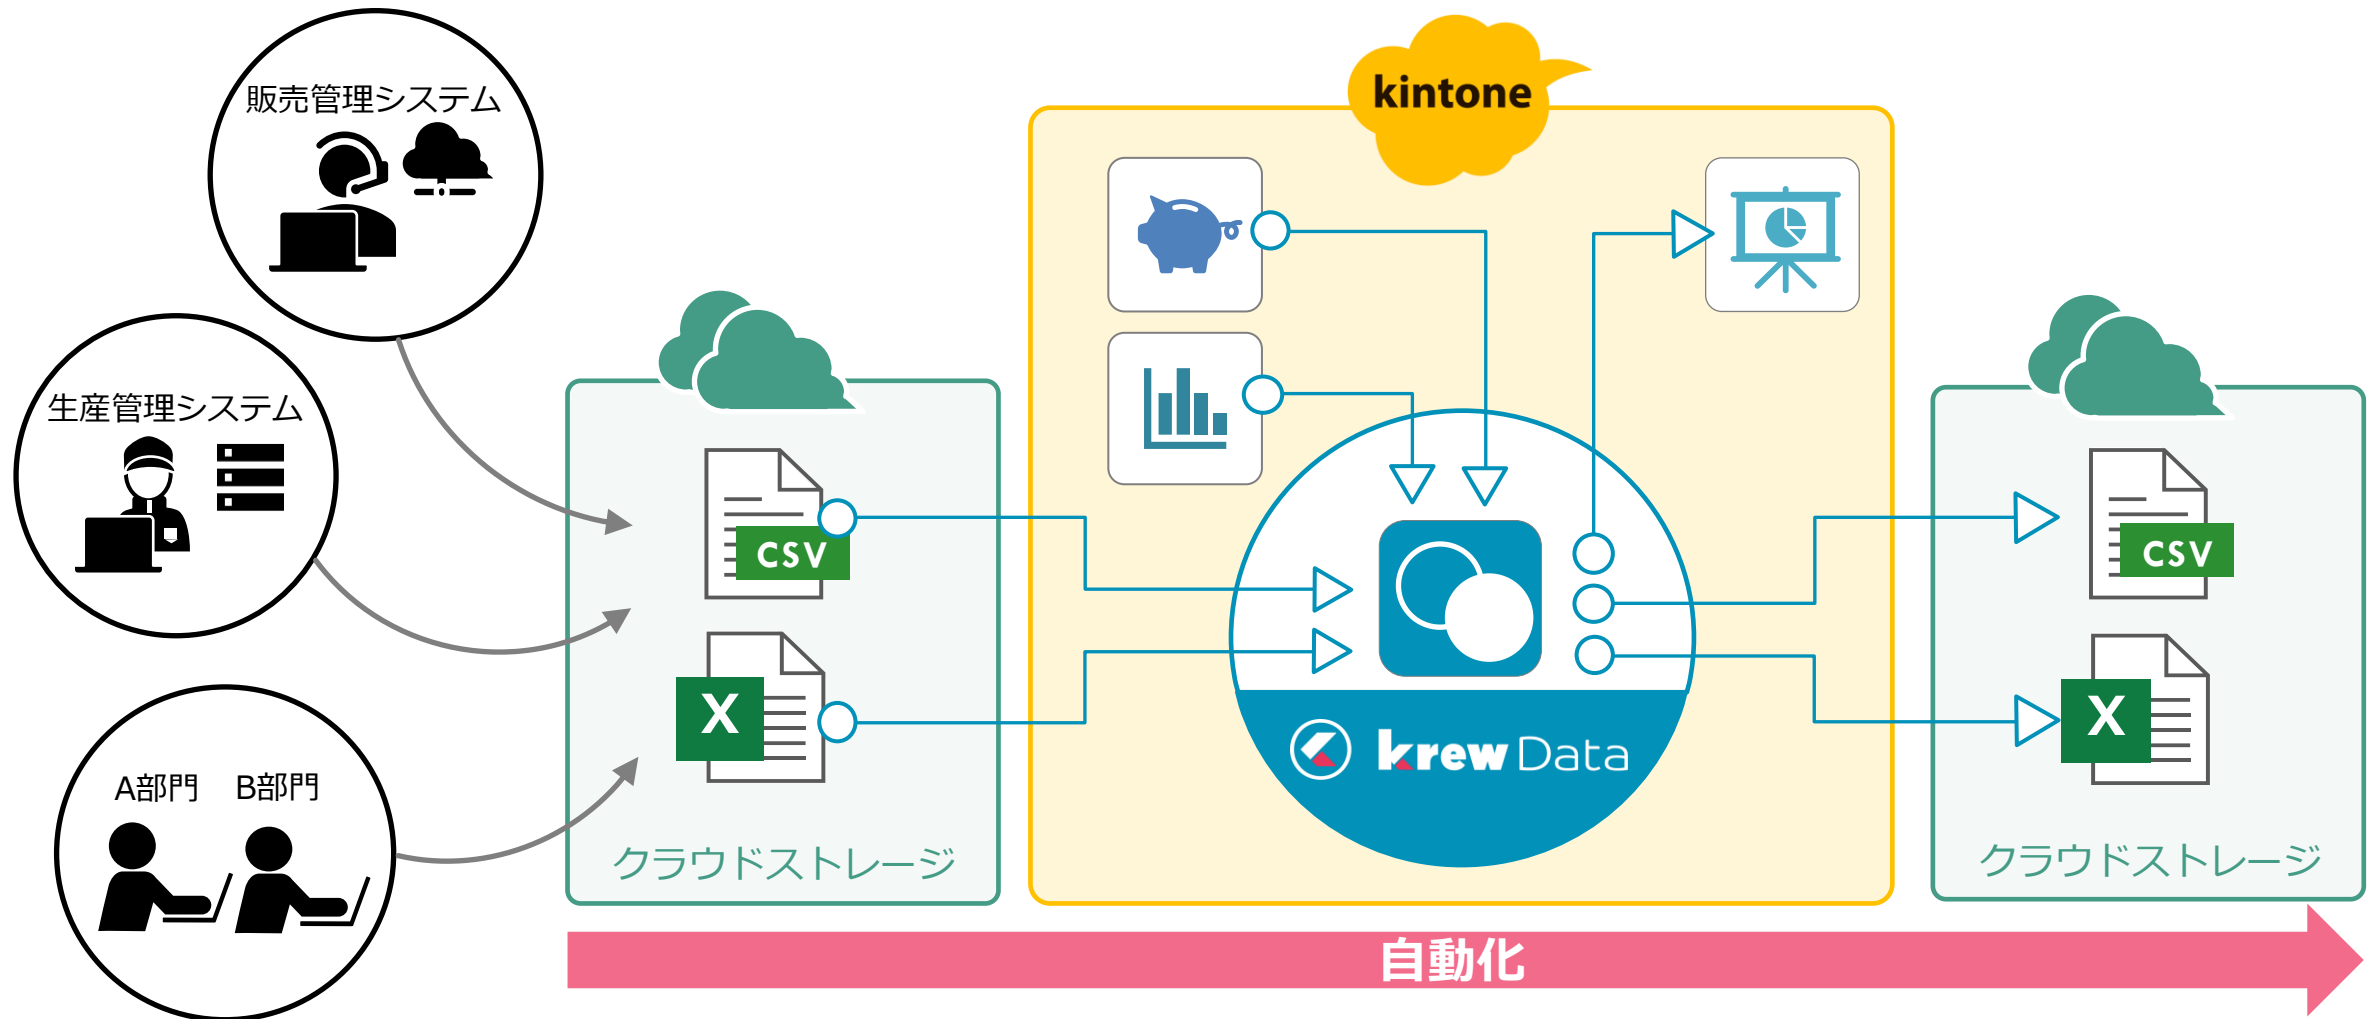 販売管理システム
生産管理システム
A部門
B部門
CSV
X
クラウドストレージ
kintone
krew Data
CSV
X
クラウドストレージ
自動化